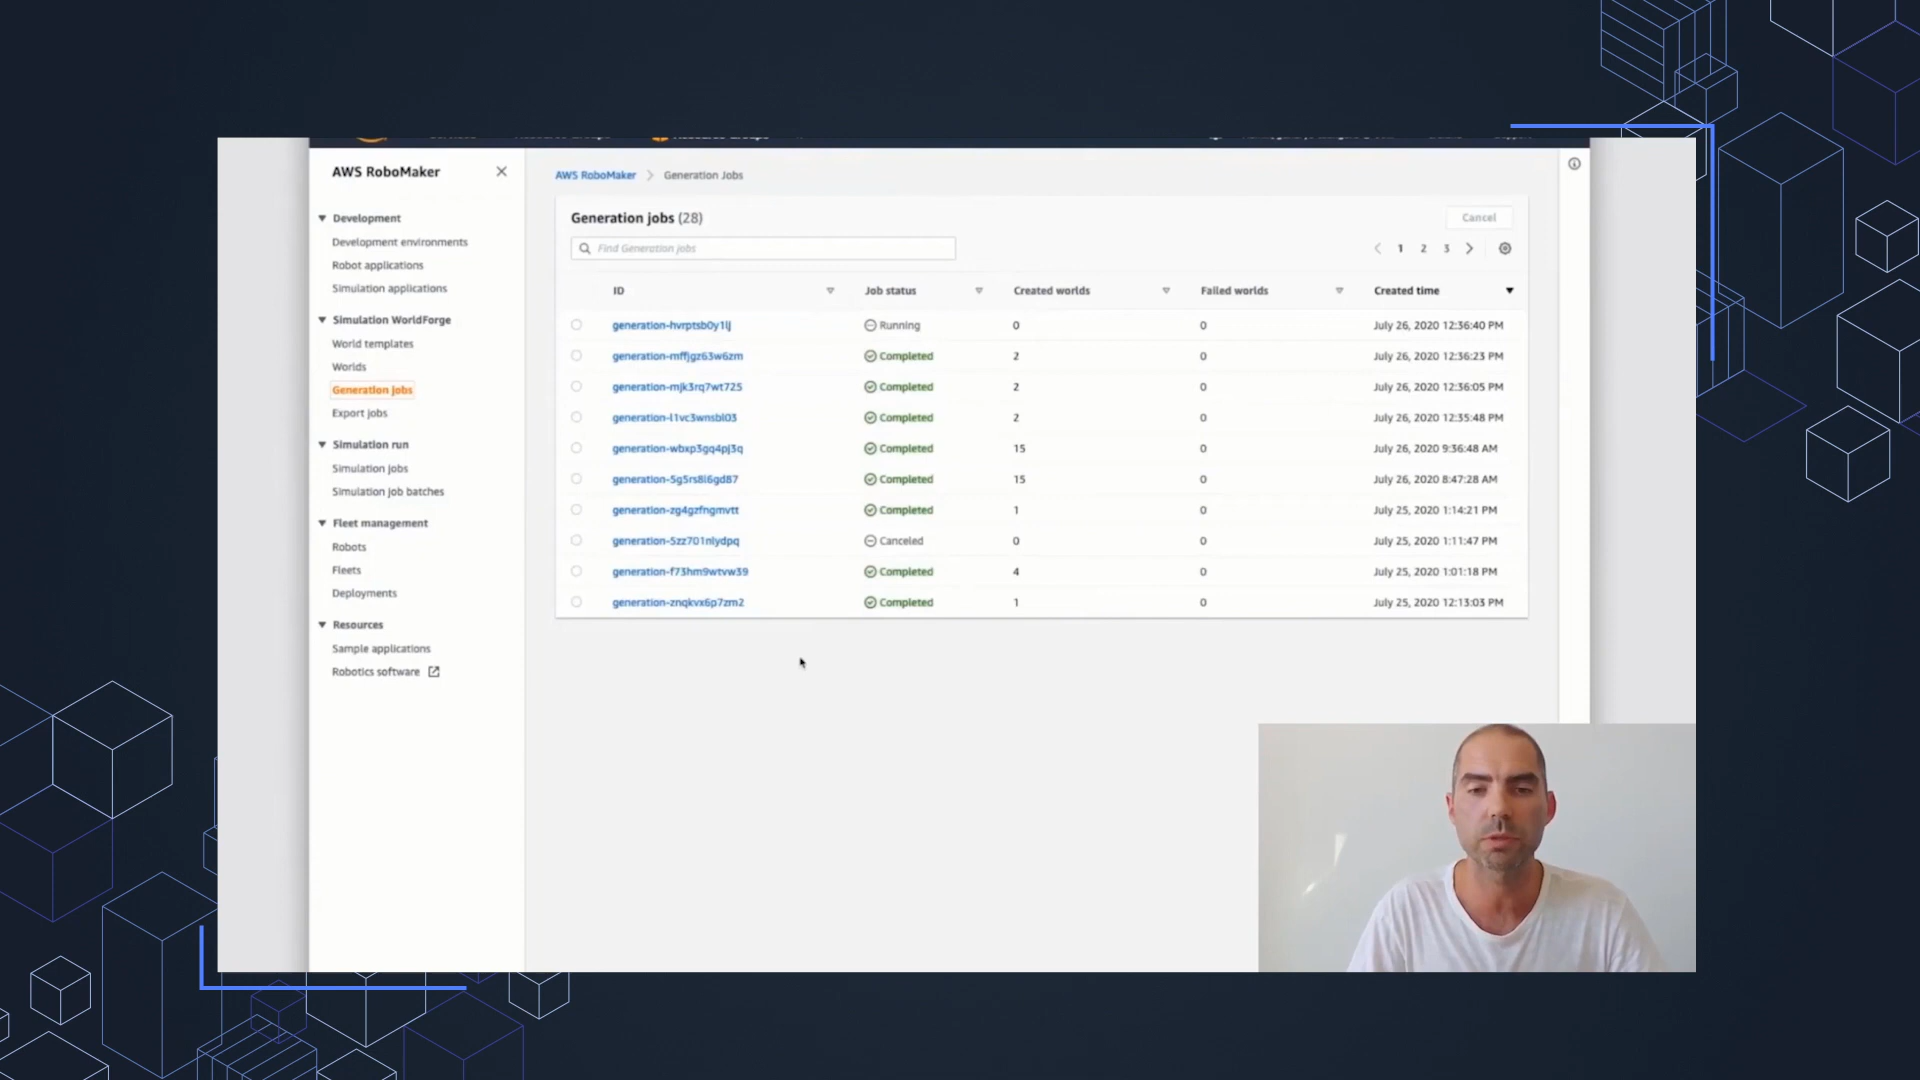 AWS RoboMaker
Development
Development environments
Robot applications
Simulation applications
Simulation WorldForge
World templates
Worlds
Generation jobs
Export jobs
Simulation run
Simulation jobs
Simulation job batches
Fleet management
Robots
Fleets
Deployments
Resources
Sample applications
Robotics software
AWS RoboMaker > Generation Jobs
Generation jobs (28) Cancel
Find Generation jobs 1 2 3
ID Job status Created worlds Failed worlds Created time
generation-hvrptsb0y1lj Running 0 0 July 26, 2020 12:36:40 PM
generation-mffjgz63w6zm Completed 2 0 July 26, 2020 12:36:23 PM
generation-mjk3rq7wt725 Completed 2 0 July 26, 2020 12:36:05 PM
generation-l1vc3wnsbl03 Completed 2 0 July 26, 2020 12:35:48 PM
generation-wbxp3gq4pj3q Completed 15 0 July 26, 2020 9:36:48 AM
generation-5g5rs8l6gd87 Completed 15 0 July 26, 2020 8:47:28 AM
generation-zg4gzfngmvtt Completed 1 0 July 25, 2020 1:14:21 PM
generation-5zz701nlydpq Canceled 0 0 July 25, 2020 1:11:47 PM
generation-f73hm9wtvw39 Completed 4 0 July 25, 2020 1:01:18 PM
generation-znqkvx6p7zm2 Completed 1 0 July 25, 2020 12:13:03 PM